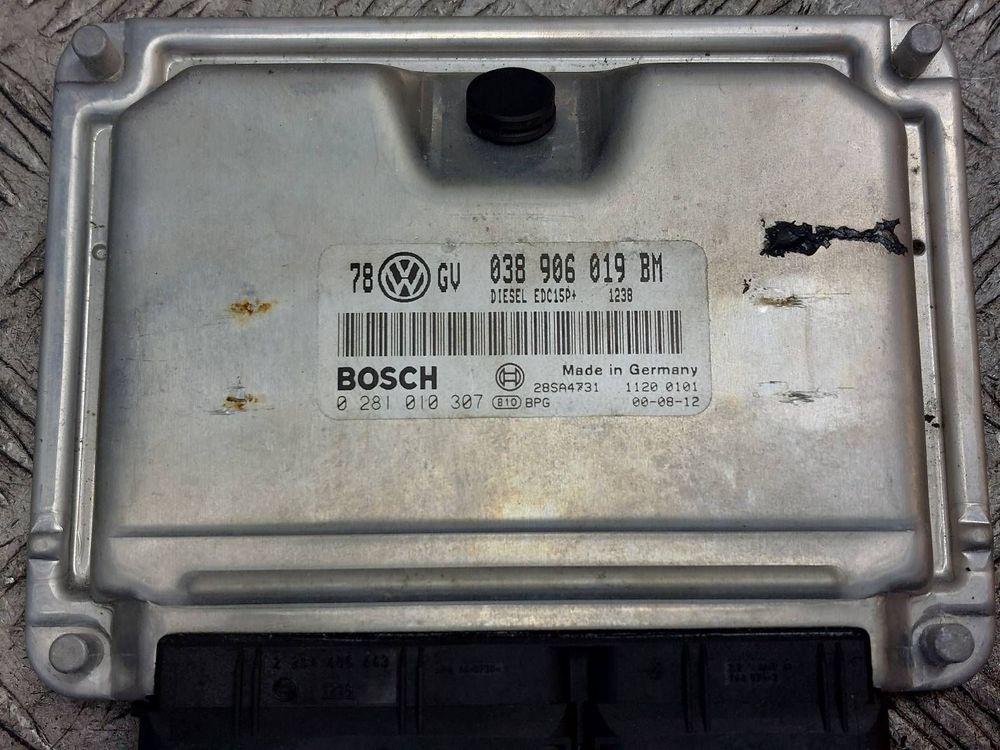 78 VW GV 038 906 019 BM
DIESEL EDC15P+ 1238
BOSCH Made in Germany
28SA4731 1120 0101
0 281 010 307 810 BPG 00-08-12